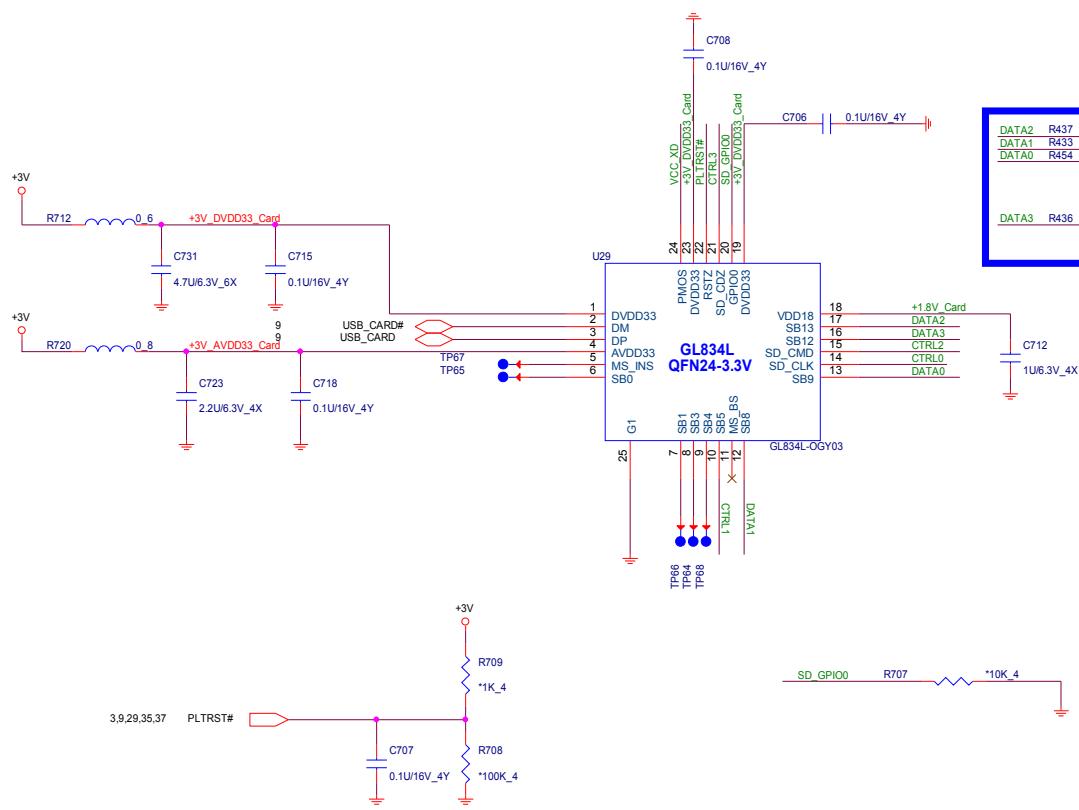 C708
0.1U/16V_4Y
C706
0.1U/16V_4Y
VCC_XD
+3V_DVDD33_Card
PLTRST#
CTRL3
SD_GPIO0
+3V_DVDD33_Card
DATA2 R437
DATA1 R433
DATA0 R454
DATA3 R436
+3V
R712
0_6
+3V_DVDD33_Card
C731
4.7U/6.3V_6X
C715
0.1U/16V_4Y
+3V
R720
0_8
+3V_AVDD33_Card
C723
2.2U/6.3V_4X
C718
0.1U/16V_4Y
9
9
USB_CARD#
USB_CARD
TP67
TP65
U29
24
23
22
21
20
19
PMOS
DVDD33
RSTZ
SD_CDZ
GPIO0
DVDD33
1 DVDD33
2 DM
3 DP
4 AVDD33
5 MS_INS
6 SB0
GL834L
QFN24-3.3V
VDD18 18 +1.8V_Card
SB13 17 DATA2
SB12 16 DATA3
SD_CMD 15 CTRL2
SD_CLK 14 CTRL0
SB9 13 DATA0
C712
1U/6.3V_4X
G1
SB1
SB3
SB4
SB5
MS_BS
SB8
GL834L-OGY03
25
7
8
9
10
11
12
CTRL1
DATA1
TP66
TP64
TP68
+3V
R709
*1K_4
3,9,29,35,37 PLTRST#
C707
0.1U/16V_4Y
R708
*100K_4
SD_GPIO0 R707 *10K_4